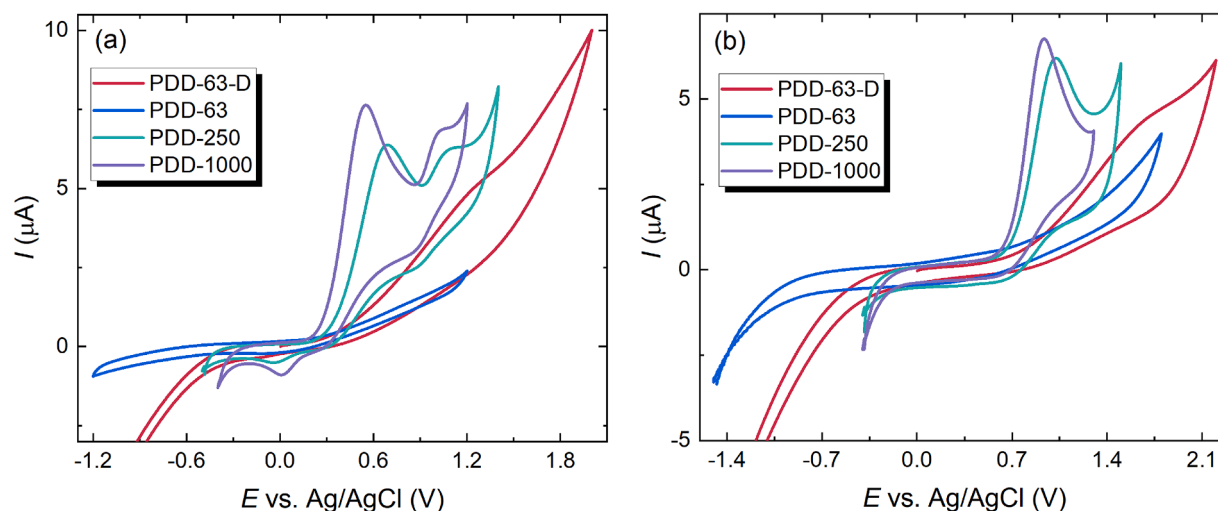 (a)
PDD-63-D
PDD-63
PDD-250
PDD-1000
10
5
0
I (µA)
-1.2 -0.6 0.0 0.6 1.2 1.8
E vs. Ag/AgCl (V)
(b)
PDD-63-D
PDD-63
PDD-250
PDD-1000
5
0
-5
I (µA)
-1.4 -0.7 0.0 0.7 1.4 2.1
E vs. Ag/AgCl (V)